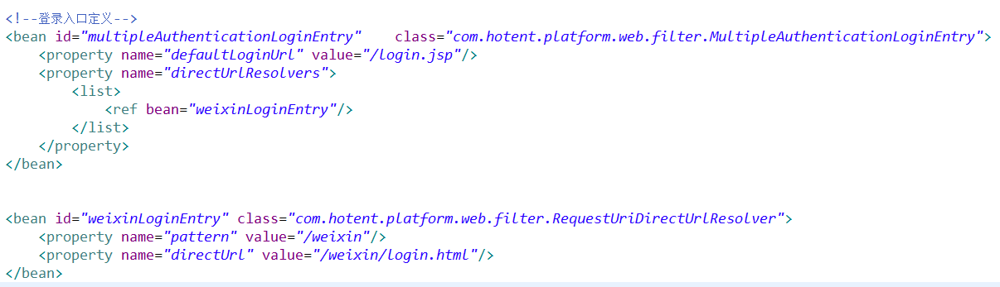 <!--登录入口定义-->
<bean id="multipleAuthenticationLoginEntry"    class="com.hotent.platform.web.filter.MultipleAuthenticationLoginEntry">
    <property name="defaultLoginUrl" value="/login.jsp"/>
    <property name="directUrlResolvers">
        <list>
            <ref bean="weixinLoginEntry"/>
        </list>
    </property>
</bean>
<bean id="weixinLoginEntry" class="com.hotent.platform.web.filter.RequestUriDirectUrlResolver">
    <property name="pattern" value="/weixin"/>
    <property name="directUrl" value="/weixin/login.html"/>
</bean>